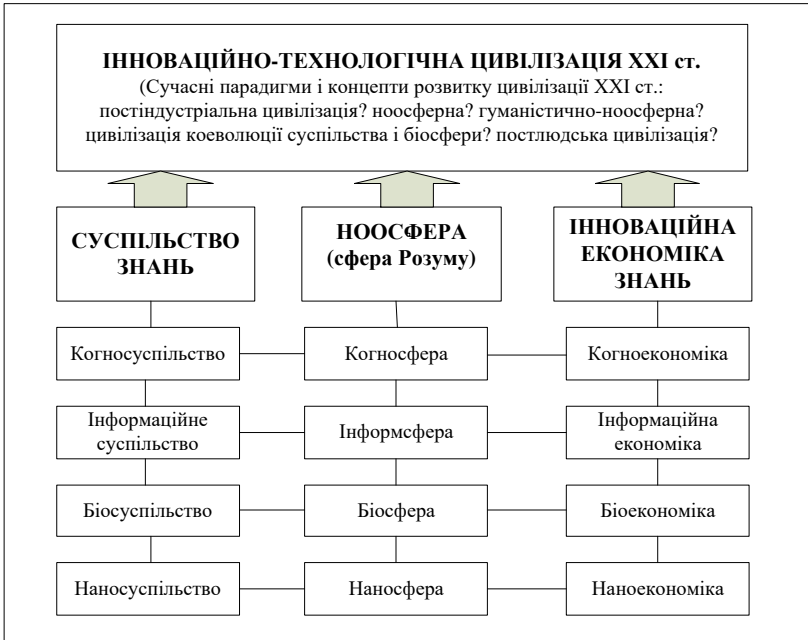 ІННОВАЦІЙНО-ТЕХНОЛОГІЧНА ЦИВІЛІЗАЦІЯ ХХІ ст.
(Сучасні парадигми і концепти розвитку цивілізації ХХІ ст.:
постіндустріальна цивілізація? ноосферна? гуманістично-ноосферна?
цивілізація коеволюції суспільства і біосфери? постлюдська цивілізація?
СУСПІЛЬСТВО
ЗНАНЬ
НООСФЕРА
(сфера Розуму)
ІННОВАЦІЙНА
ЕКОНОМІКА
ЗНАНЬ
Когносуспільство
Когносфера
Когноекономіка
Інформаційне
суспільство
Інформсфера
Інформаційна
економіка
Біосуспільство
Біосфера
Біоекономіка
Наносуспільство
Наносфера
Наноекономіка